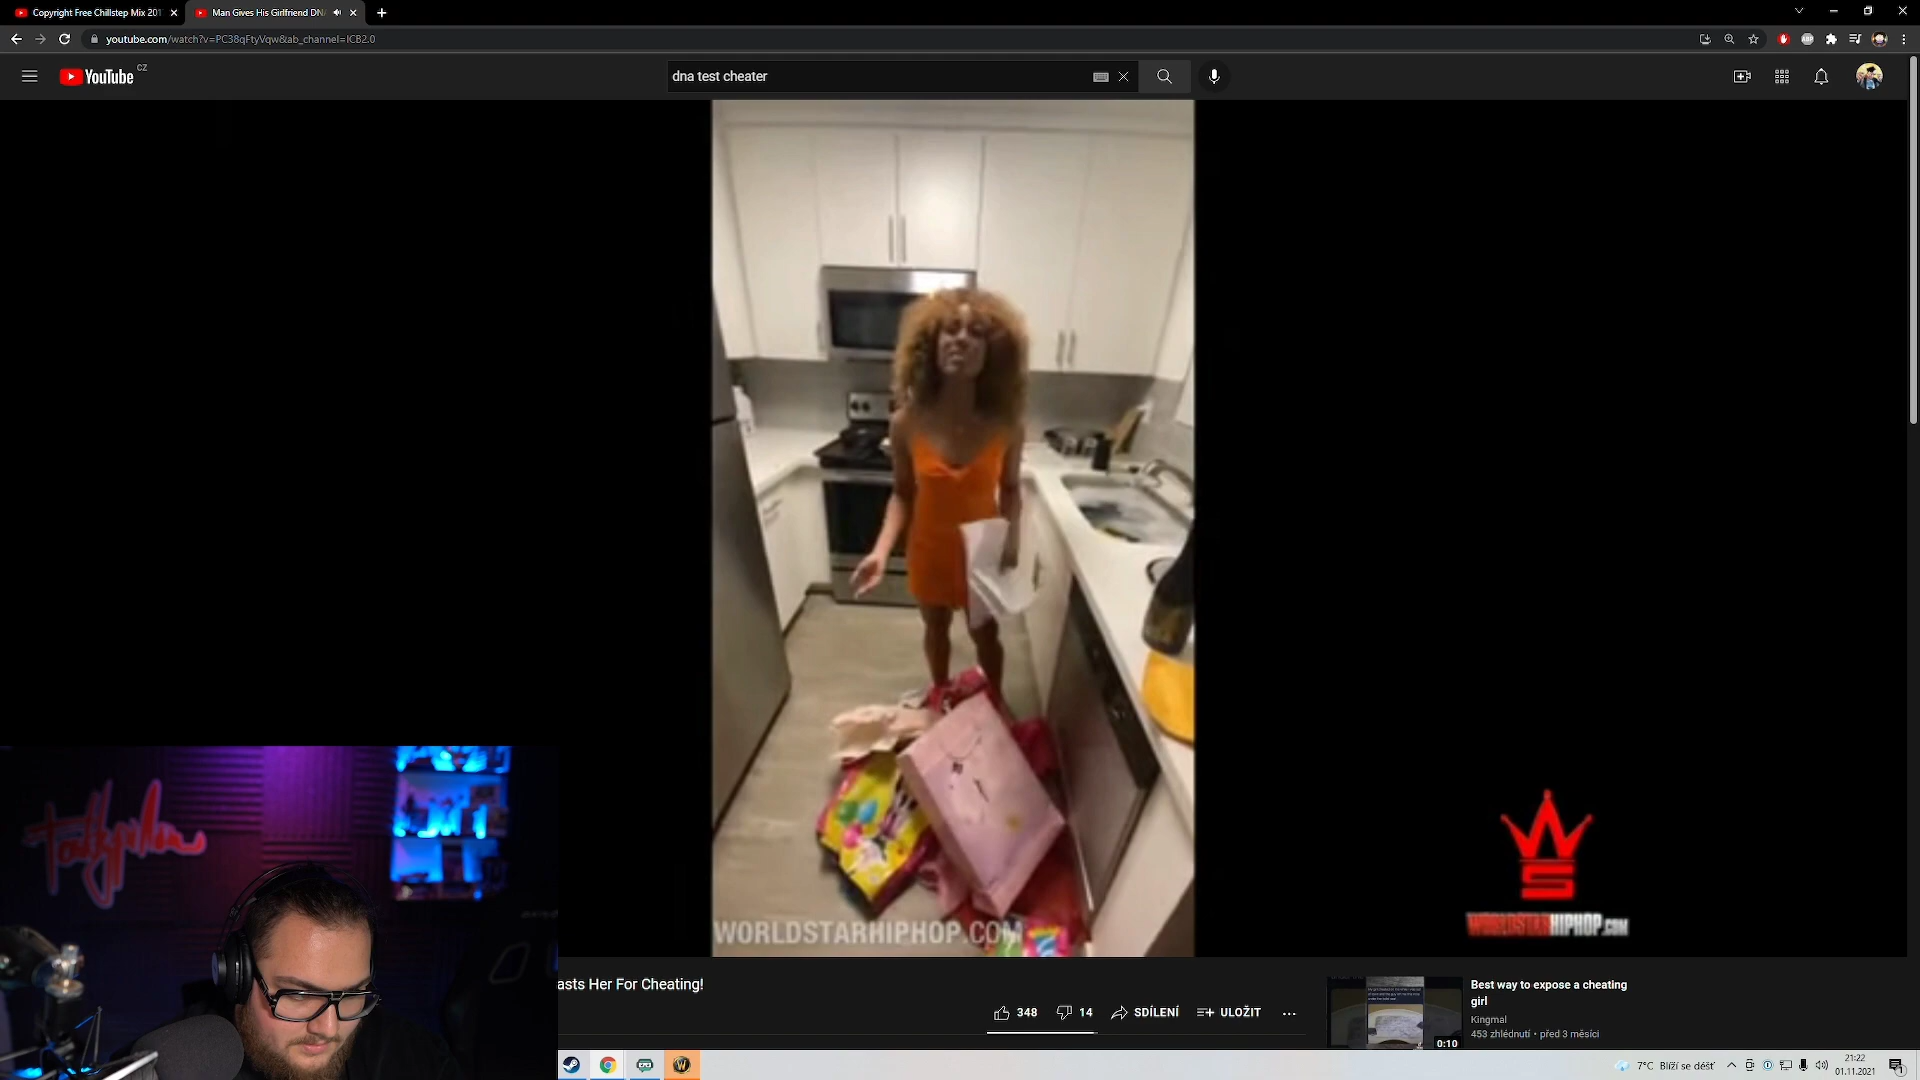 Copyright Free Chillstep Mix 201
Man Gives His Girlfriend DN
youtube.com/watch?v=PC38qFtyVqw&ab_channel=ICB2.0
YouTube
CZ
dna test cheater
WORLDSTARHIPHOP.COM
WORLDSTARHIPHOP.COM
asts Her For Cheating!
348
14
SDÍLENÍ
ULOŽIT
Best way to expose a cheating
girl
Kingmal
453 zhlédnutí • před 3 měsíci
0:10
7°C Blíží se déšť
21:22
01.11.2021